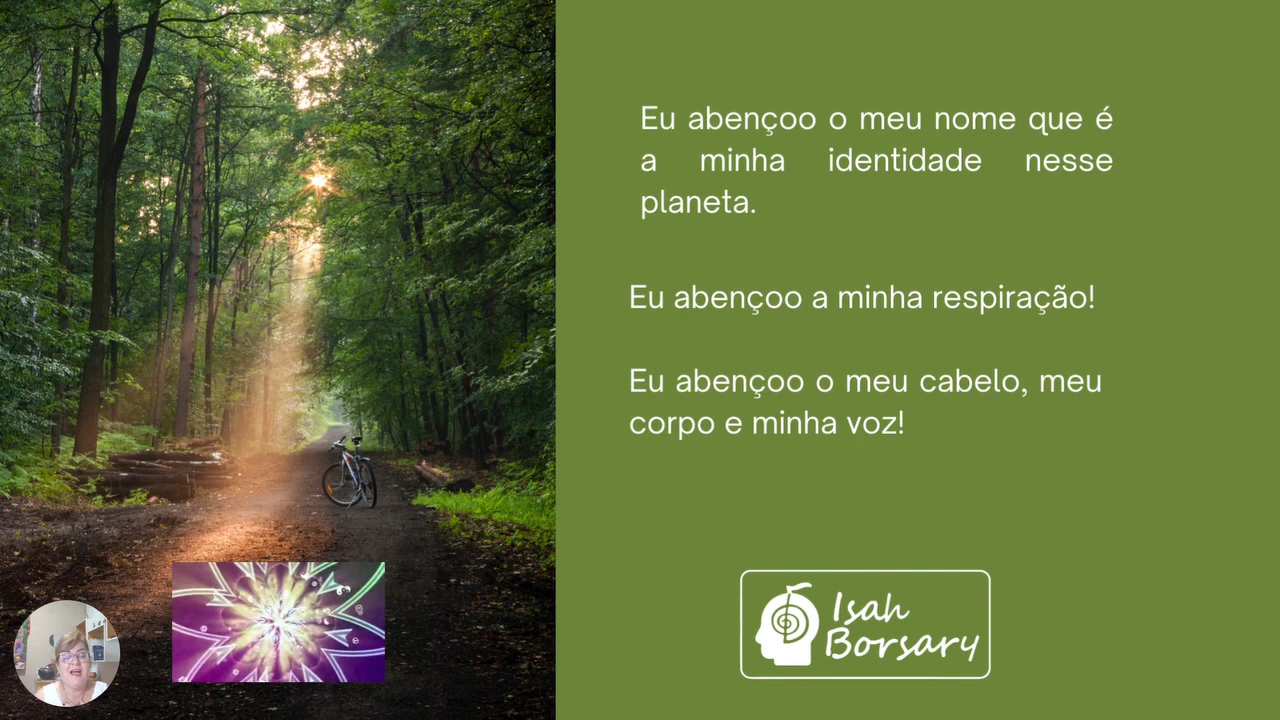 Eu abençoo o meu nome que é
a minha identidade nesse
planeta.
Eu abençoo a minha respiração!
Eu abençoo o meu cabelo, meu
corpo e minha voz!
Isah
Borsary